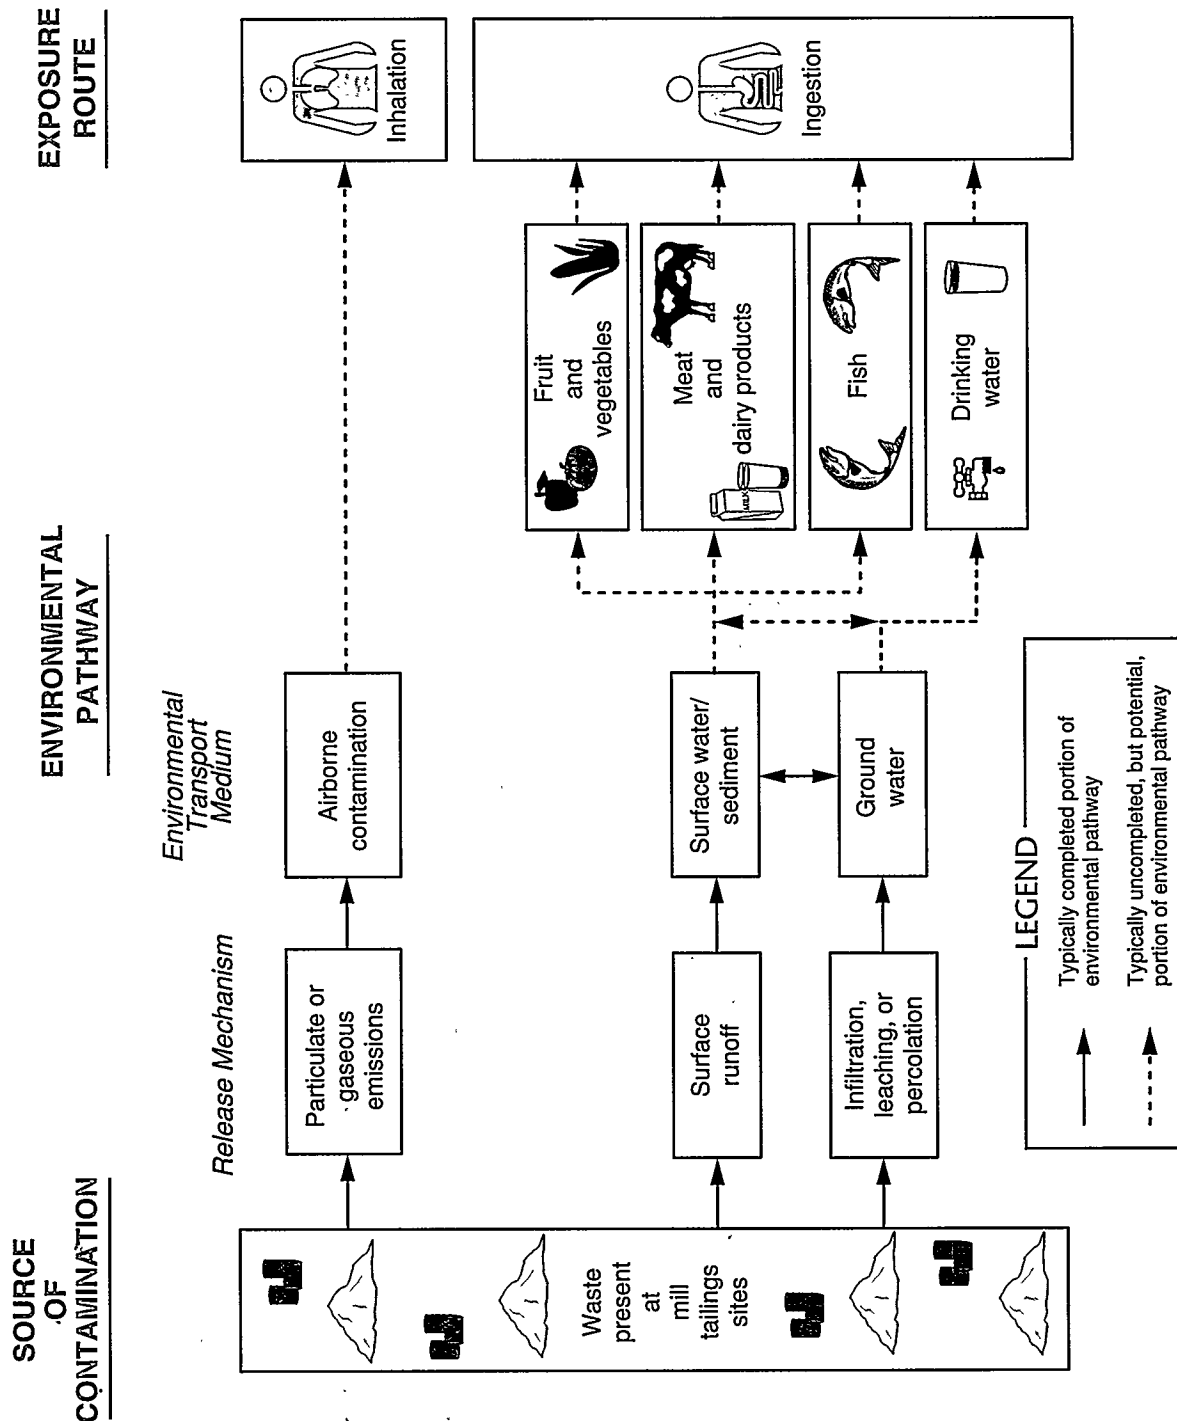 SOURCE
OF
CONTAMINATION
ENVIRONMENTAL
PATHWAY
EXPOSURE
ROUTE
Release Mechanism
Environmental
Transport
Medium
Waste
present
at
mill
tailings
sites
Particulate or
gaseous
emissions
Airborne
contamination
Inhalation
Surface
runoff
Surface water/
sediment
Infiltration,
leaching, or
percolation
Ground
water
Fruit
and
vegetables
Meat
and
dairy products
MILK
Fish
Drinking
water
Ingestion
LEGEND
Typically completed portion of
environmental pathway
Typically uncompleted, but potential,
portion of environmental pathway